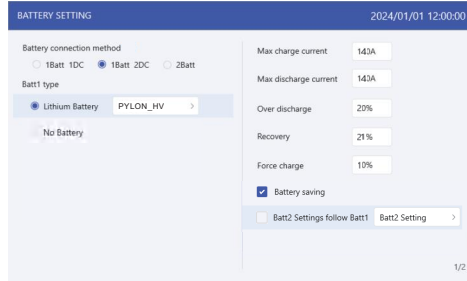 BATTERY SETTING
2024/01/01 12:00:00
Battery connection method
1Batt 1DC
1Batt 2DC
2Batt
Batt1 type
Lithium Battery
PYLON_HV
>
No Battery
Max charge current
140A
Max discharge current
140A
Over discharge
20%
Recovery
21%
Force charge
10%
Battery saving
Batt2 Settings follow Batt1
Batt2 Setting
>
1/2